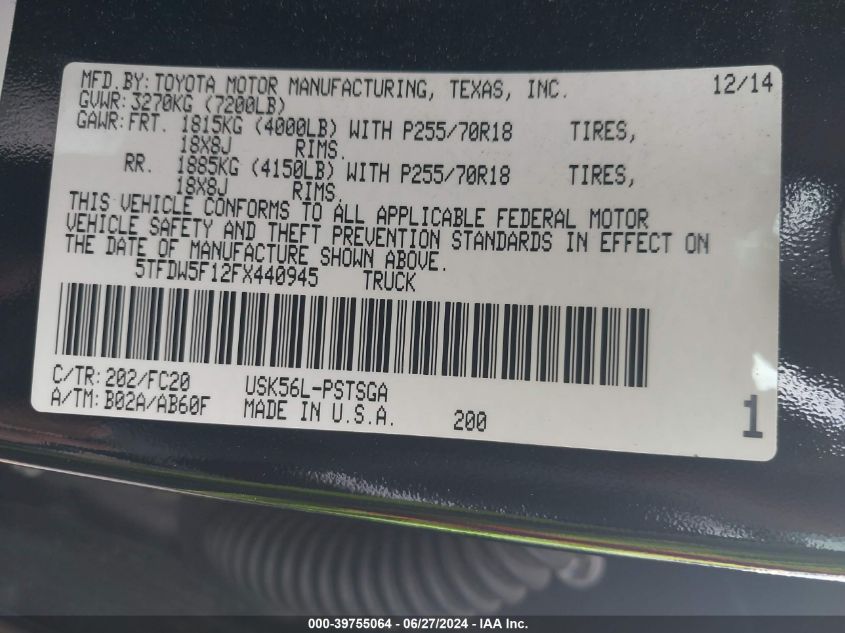 MFD.BY:TOYOTA MOTOR MANUFACTURING, TEXAS, INC. 12/14
GVWR:3270KG (7200LB)
GAWR:FRT. 1815KG (4000LB) WITH P255/70R18 TIRES,
18X8J RIMS.
RR. 1885KG (4150LB) WITH P255/70R18 TIRES,
18X8J RIMS.
THIS VEHICLE CONFORMS TO ALL APPLICABLE FEDERAL MOTOR
VEHICLE SAFETY AND THEFT PREVENTION STANDARDS IN EFFECT ON
THE DATE OF MANUFACTURE SHOWN ABOVE.
5TFDW5F12FX440945 TRUCK
C/TR:202/FC20 USK56L-PSTSGA
A/TM:B02A/AB60F MADE IN U.S.A. 200 1
000-39755064 - 06/27/2024 - IAA Inc.